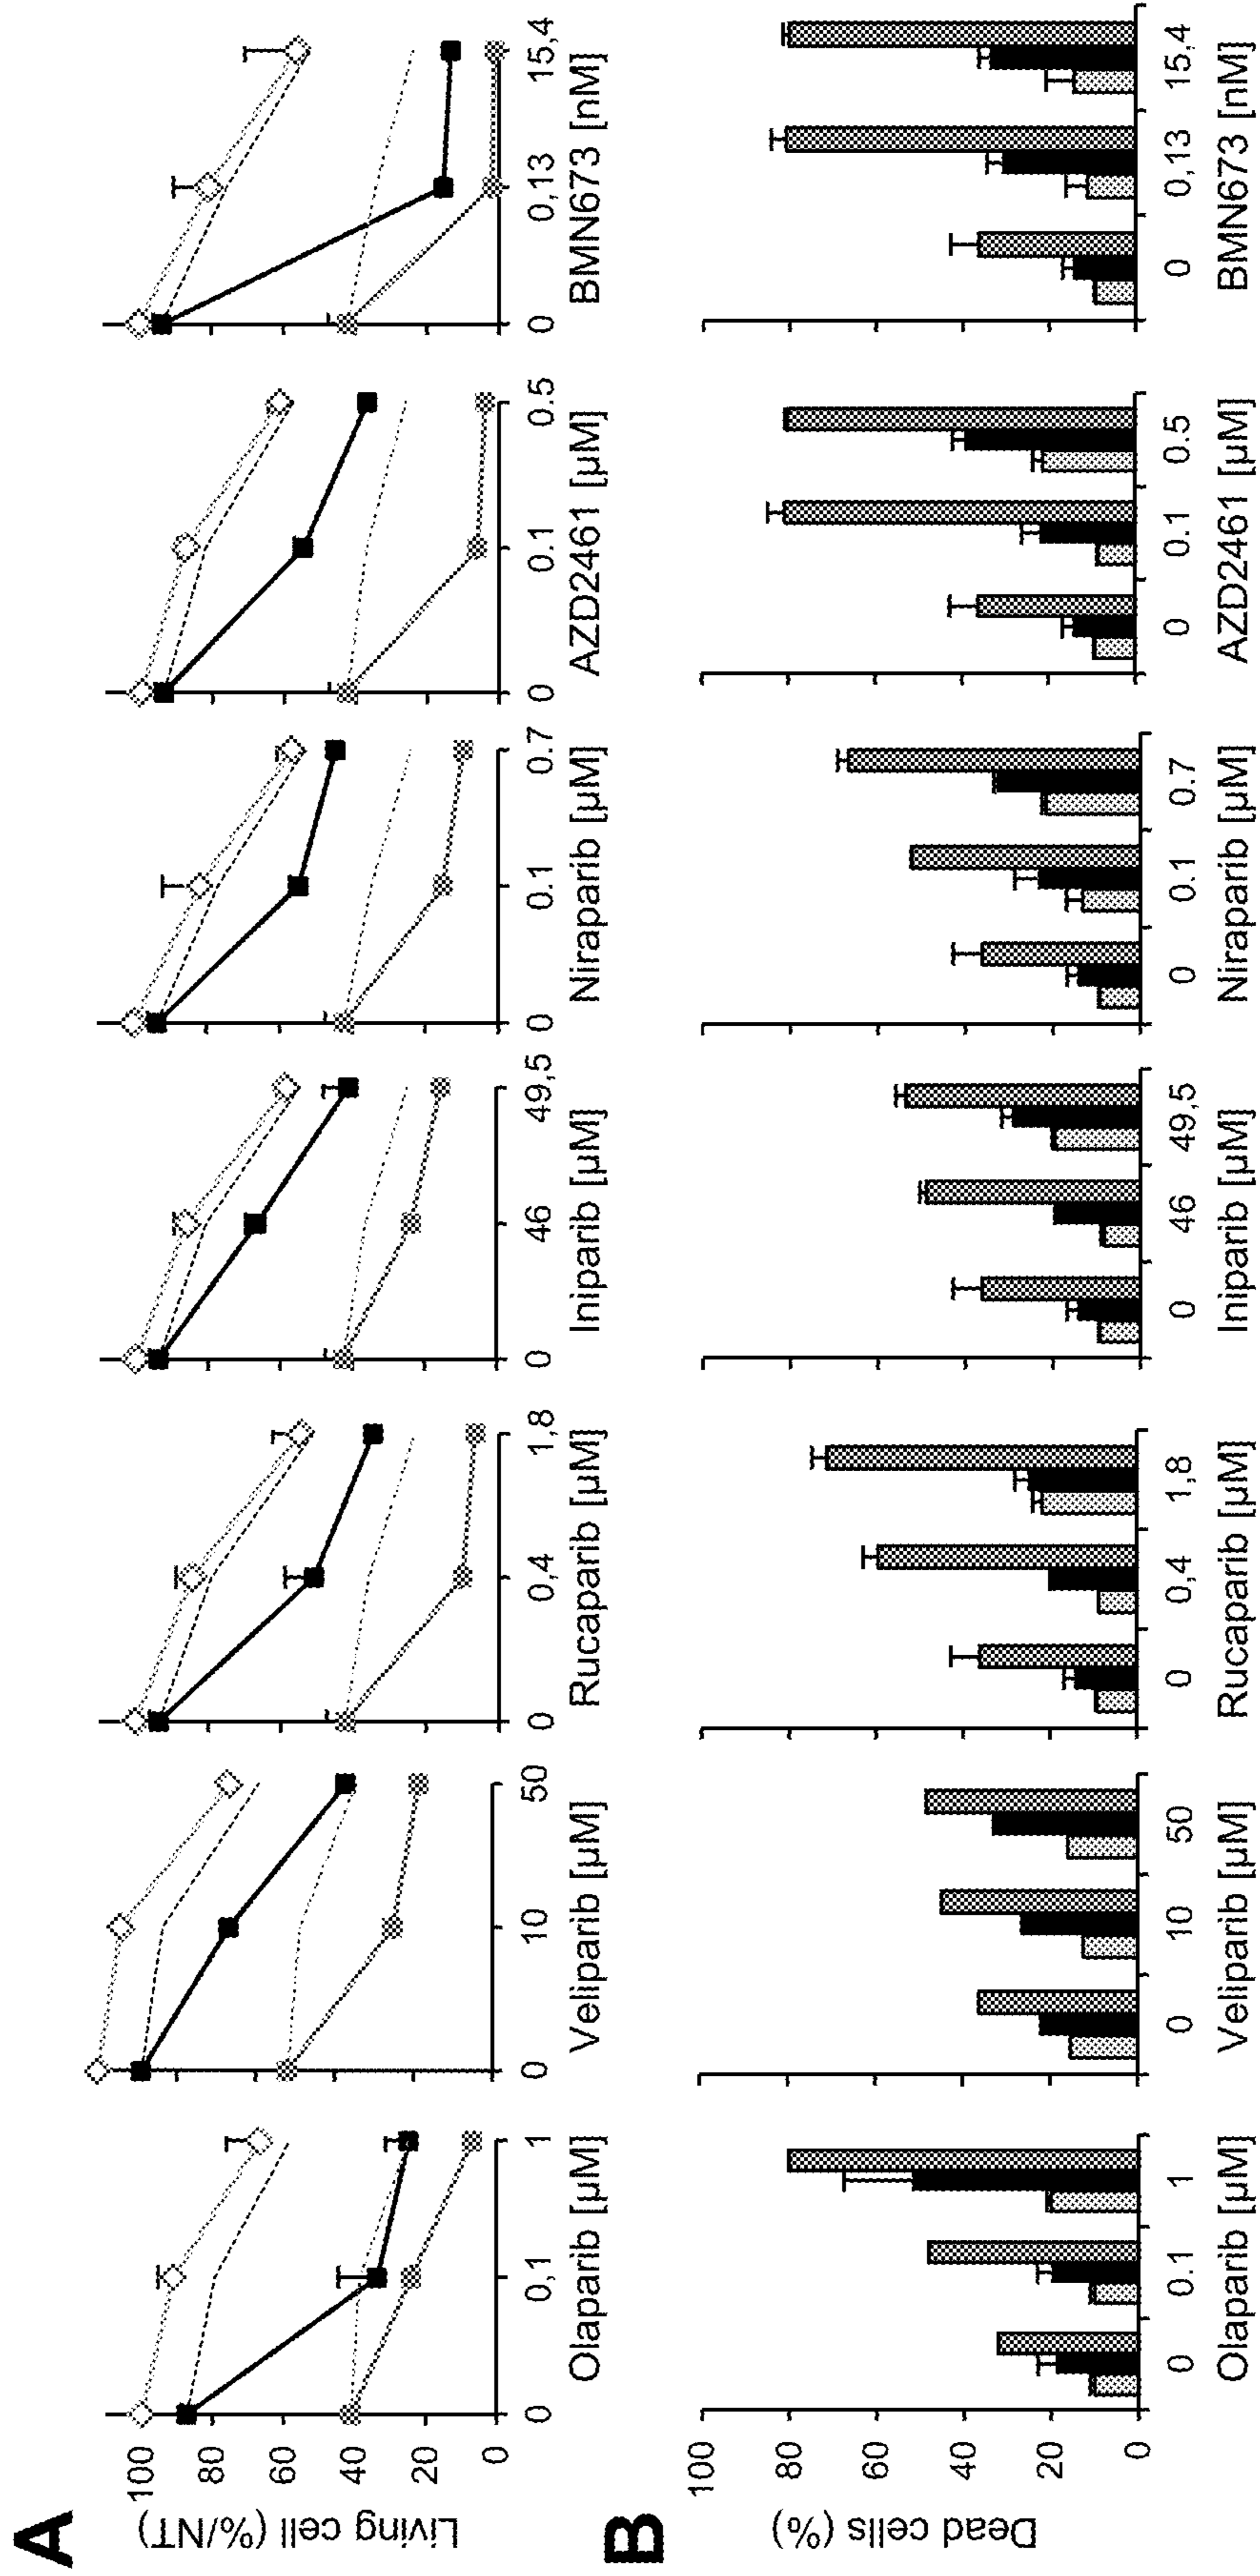 A
Living cell (%/NT)
100
80
60
40
20
0
0 0,1 1
Olaparib [µM]
0 10 50
Veliparib [µM]
0 0,4 1,8
Rucaparib [µM]
0 46 49,5
Iniparib [µM]
0 0.1 0.7
Niraparib [µM]
0 0.1 0.5
AZD2461 [µM]
0 0,13 15,4
BMN673 [nM]
B
Dead cells (%)
100
80
60
40
20
0
0 0.1 1
Olaparib [µM]
0 10 50
Veliparib [µM]
0 0,4 1,8
Rucaparib [µM]
0 46 49,5
Iniparib [µM]
0 0.1 0.7
Niraparib [µM]
0 0.1 0.5
AZD2461 [µM]
0 0,13 15,4
BMN673 [nM]